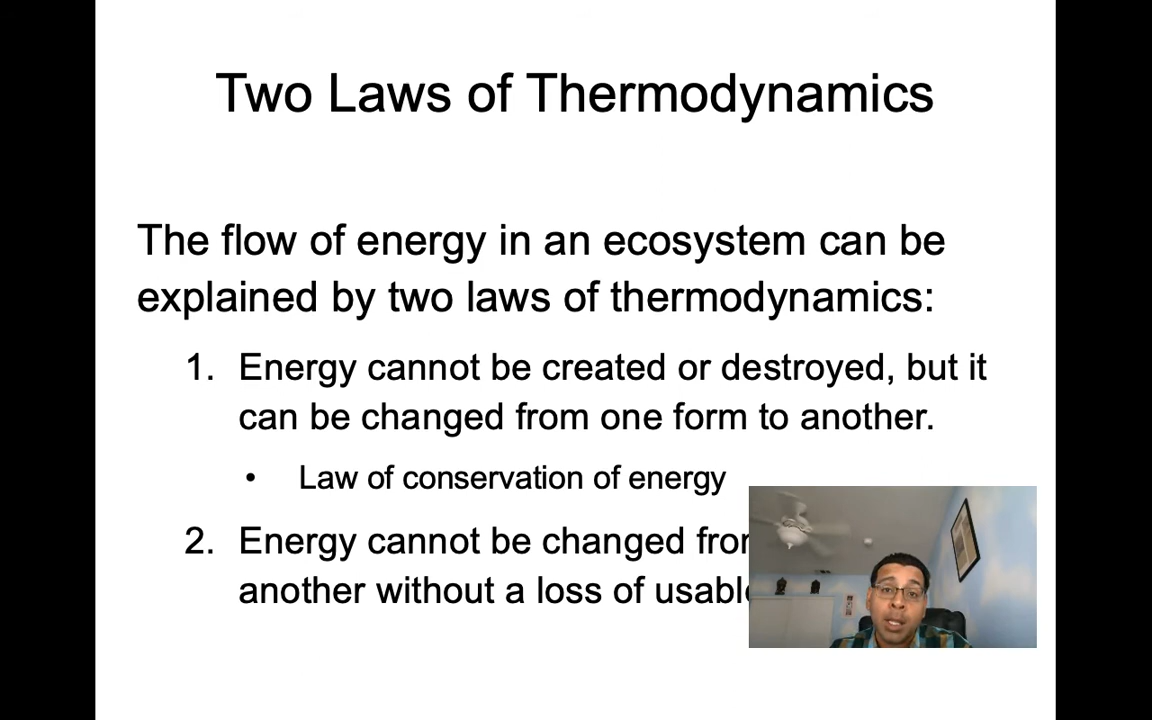 Two Laws of Thermodynamics
The flow of energy in an ecosystem can be
explained by two laws of thermodynamics:
1. Energy cannot be created or destroyed, but it
can be changed from one form to another.
• Law of conservation of energy
2. Energy cannot be changed
another without a loss of